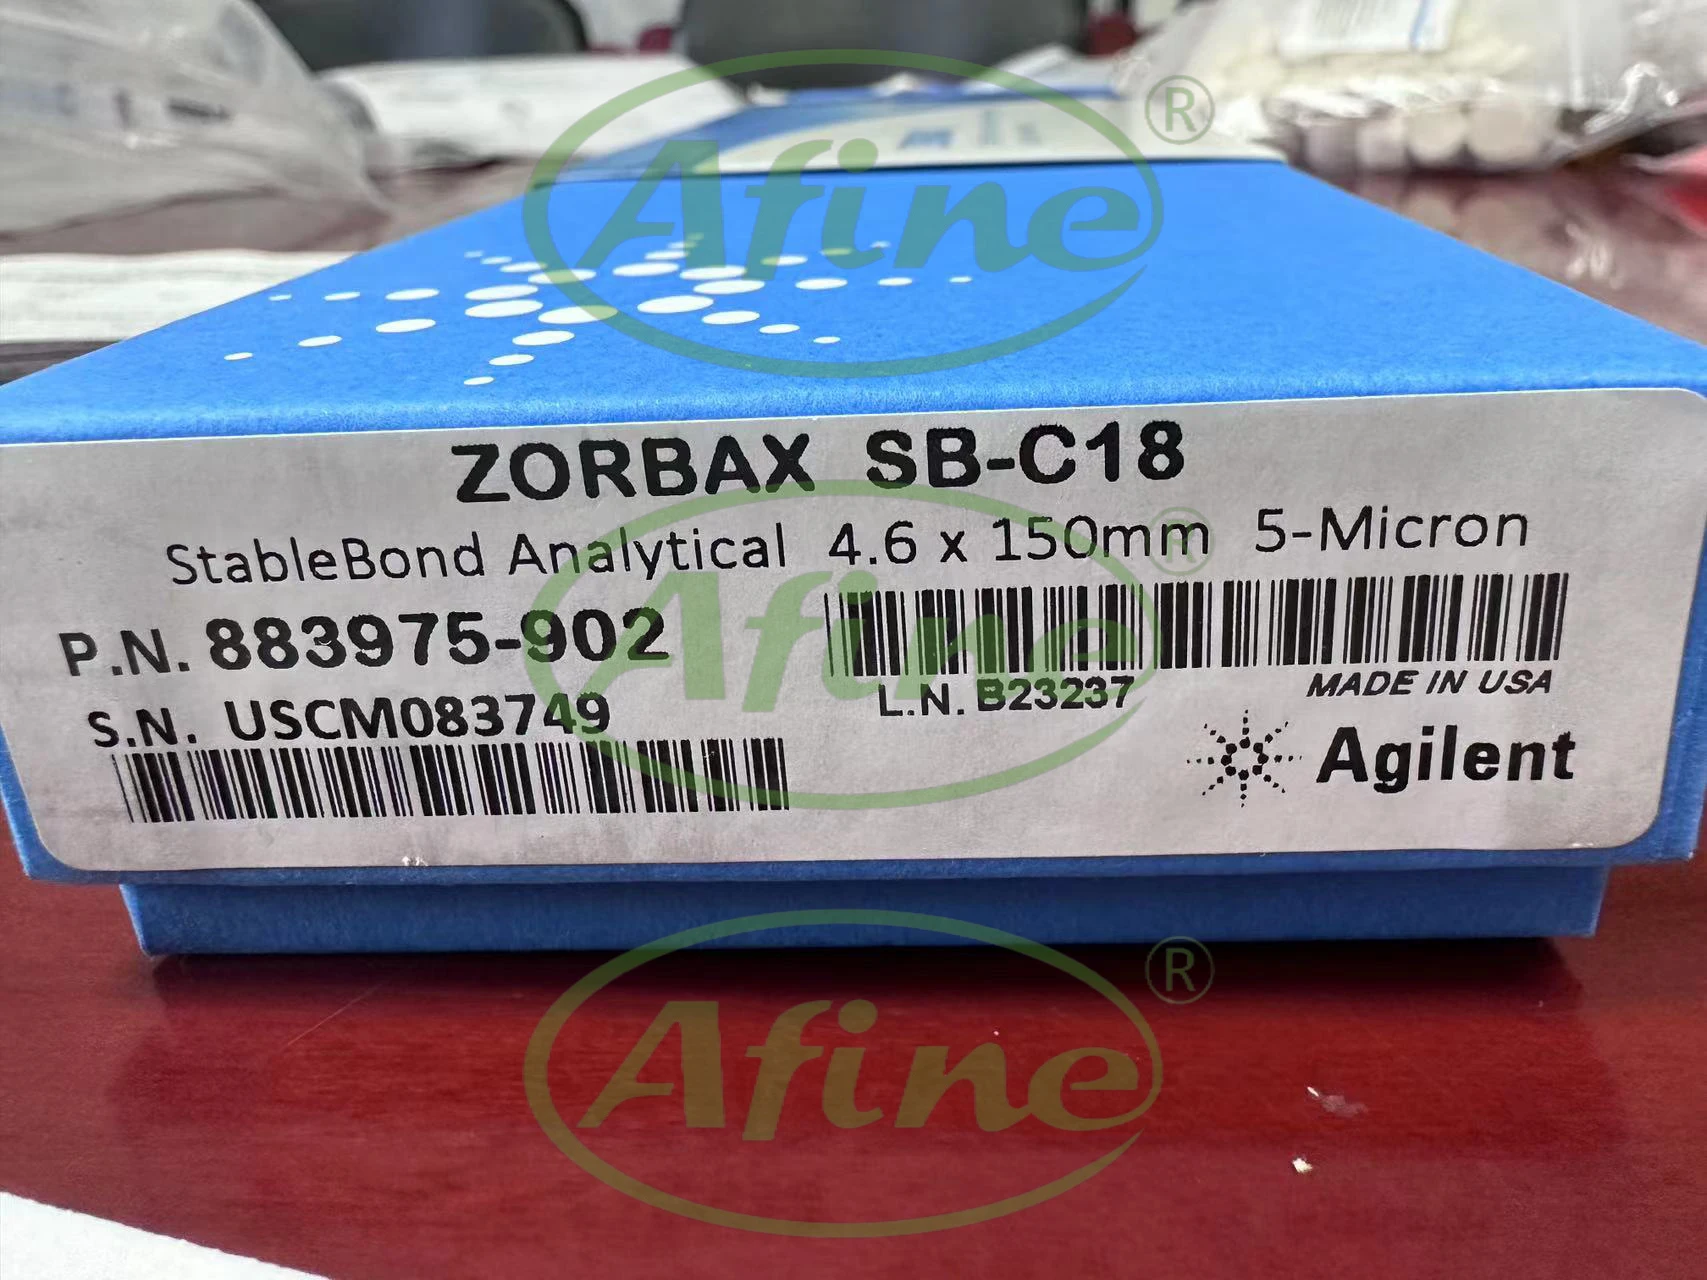 Afine ®
ZORBAX SB-C18
StableBond Analytical 4.6 x 150mm 5-Micron
P.N. 883975-902
L.N. B23237
MADE IN USA
S.N. USCM083749
Agilent
Afine ®
Afine ®